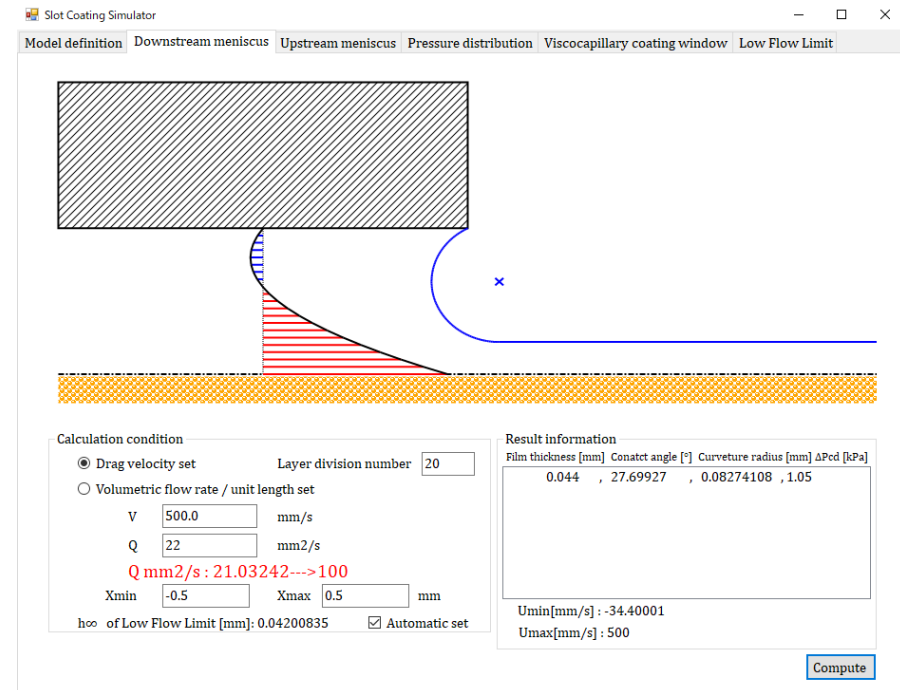 Slot Coating Simulator
Model definition Downstream meniscus Upstream meniscus Pressure distribution Viscocapillary coating window Low Flow Limit
Calculation condition
Drag velocity set Layer division number 20
Volumetric flow rate / unit length set
V 500.0 mm/s
Q 22 mm2/s
Q mm2/s : 21.03242--->100
Xmin -0.5 Xmax 0.5 mm
h∞ of Low Flow Limit [mm]: 0.04200835 Automatic set
Result information
Film thickness [mm] Conatct angle [°] Curveture radius [mm] ΔPcd [kPa]
0.044 , 27.69927 , 0.08274108 , 1.05
Umin[mm/s] : -34.40001
Umax[mm/s] : 500
Compute